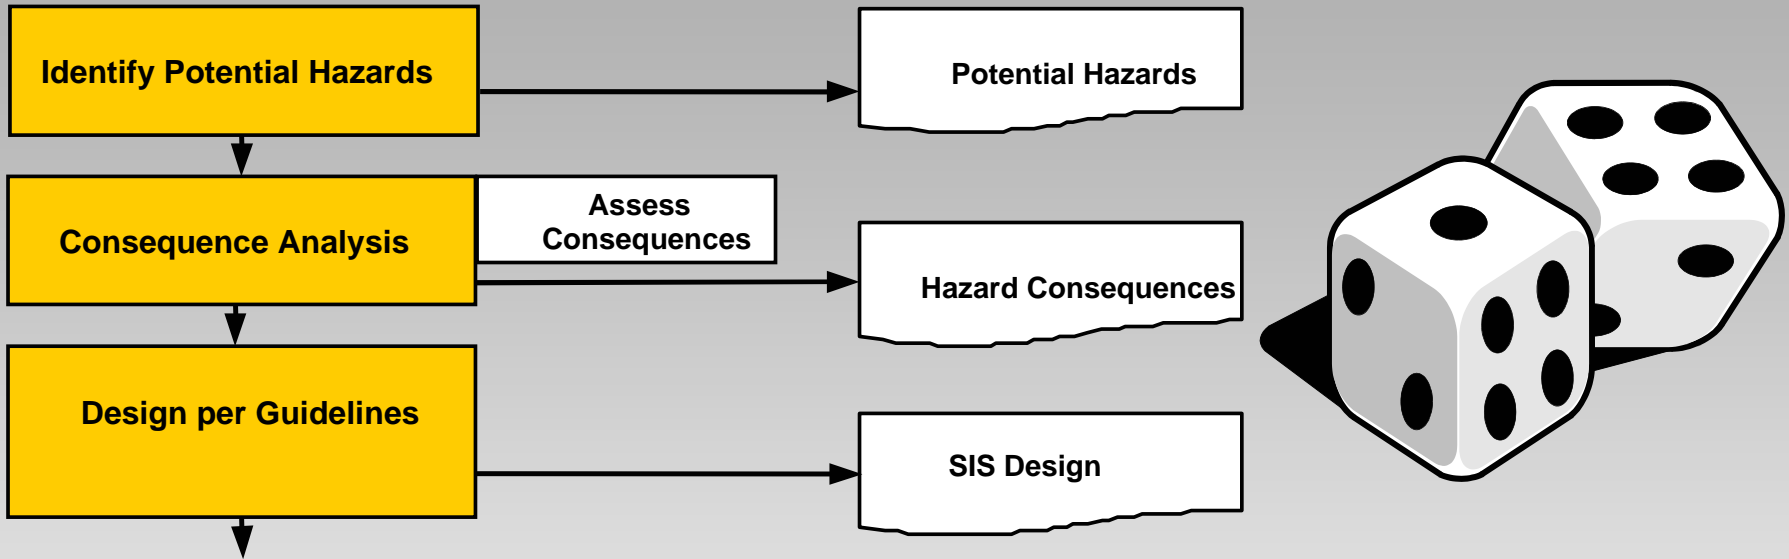 Identify Potential Hazards
Potential Hazards
Consequence Analysis
Assess
Consequences
Hazard Consequences
Design per Guidelines
SIS Design